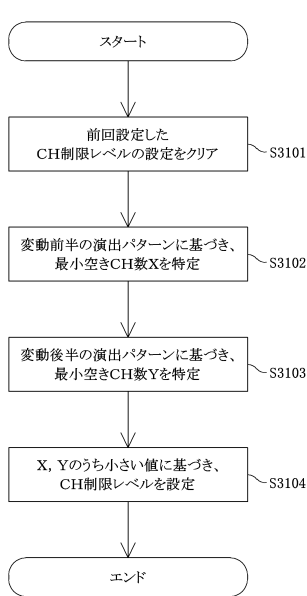 スタート
前回設定した
CH制限レベルの設定をクリア
S3101
変動前半の演出パターンに基づき、
最小空きCH数Xを特定
S3102
変動後半の演出パターンに基づき、
最小空きCH数Yを特定
S3103
X, Yのうち小さい値に基づき、
CH制限レベルを設定
S3104
エンド